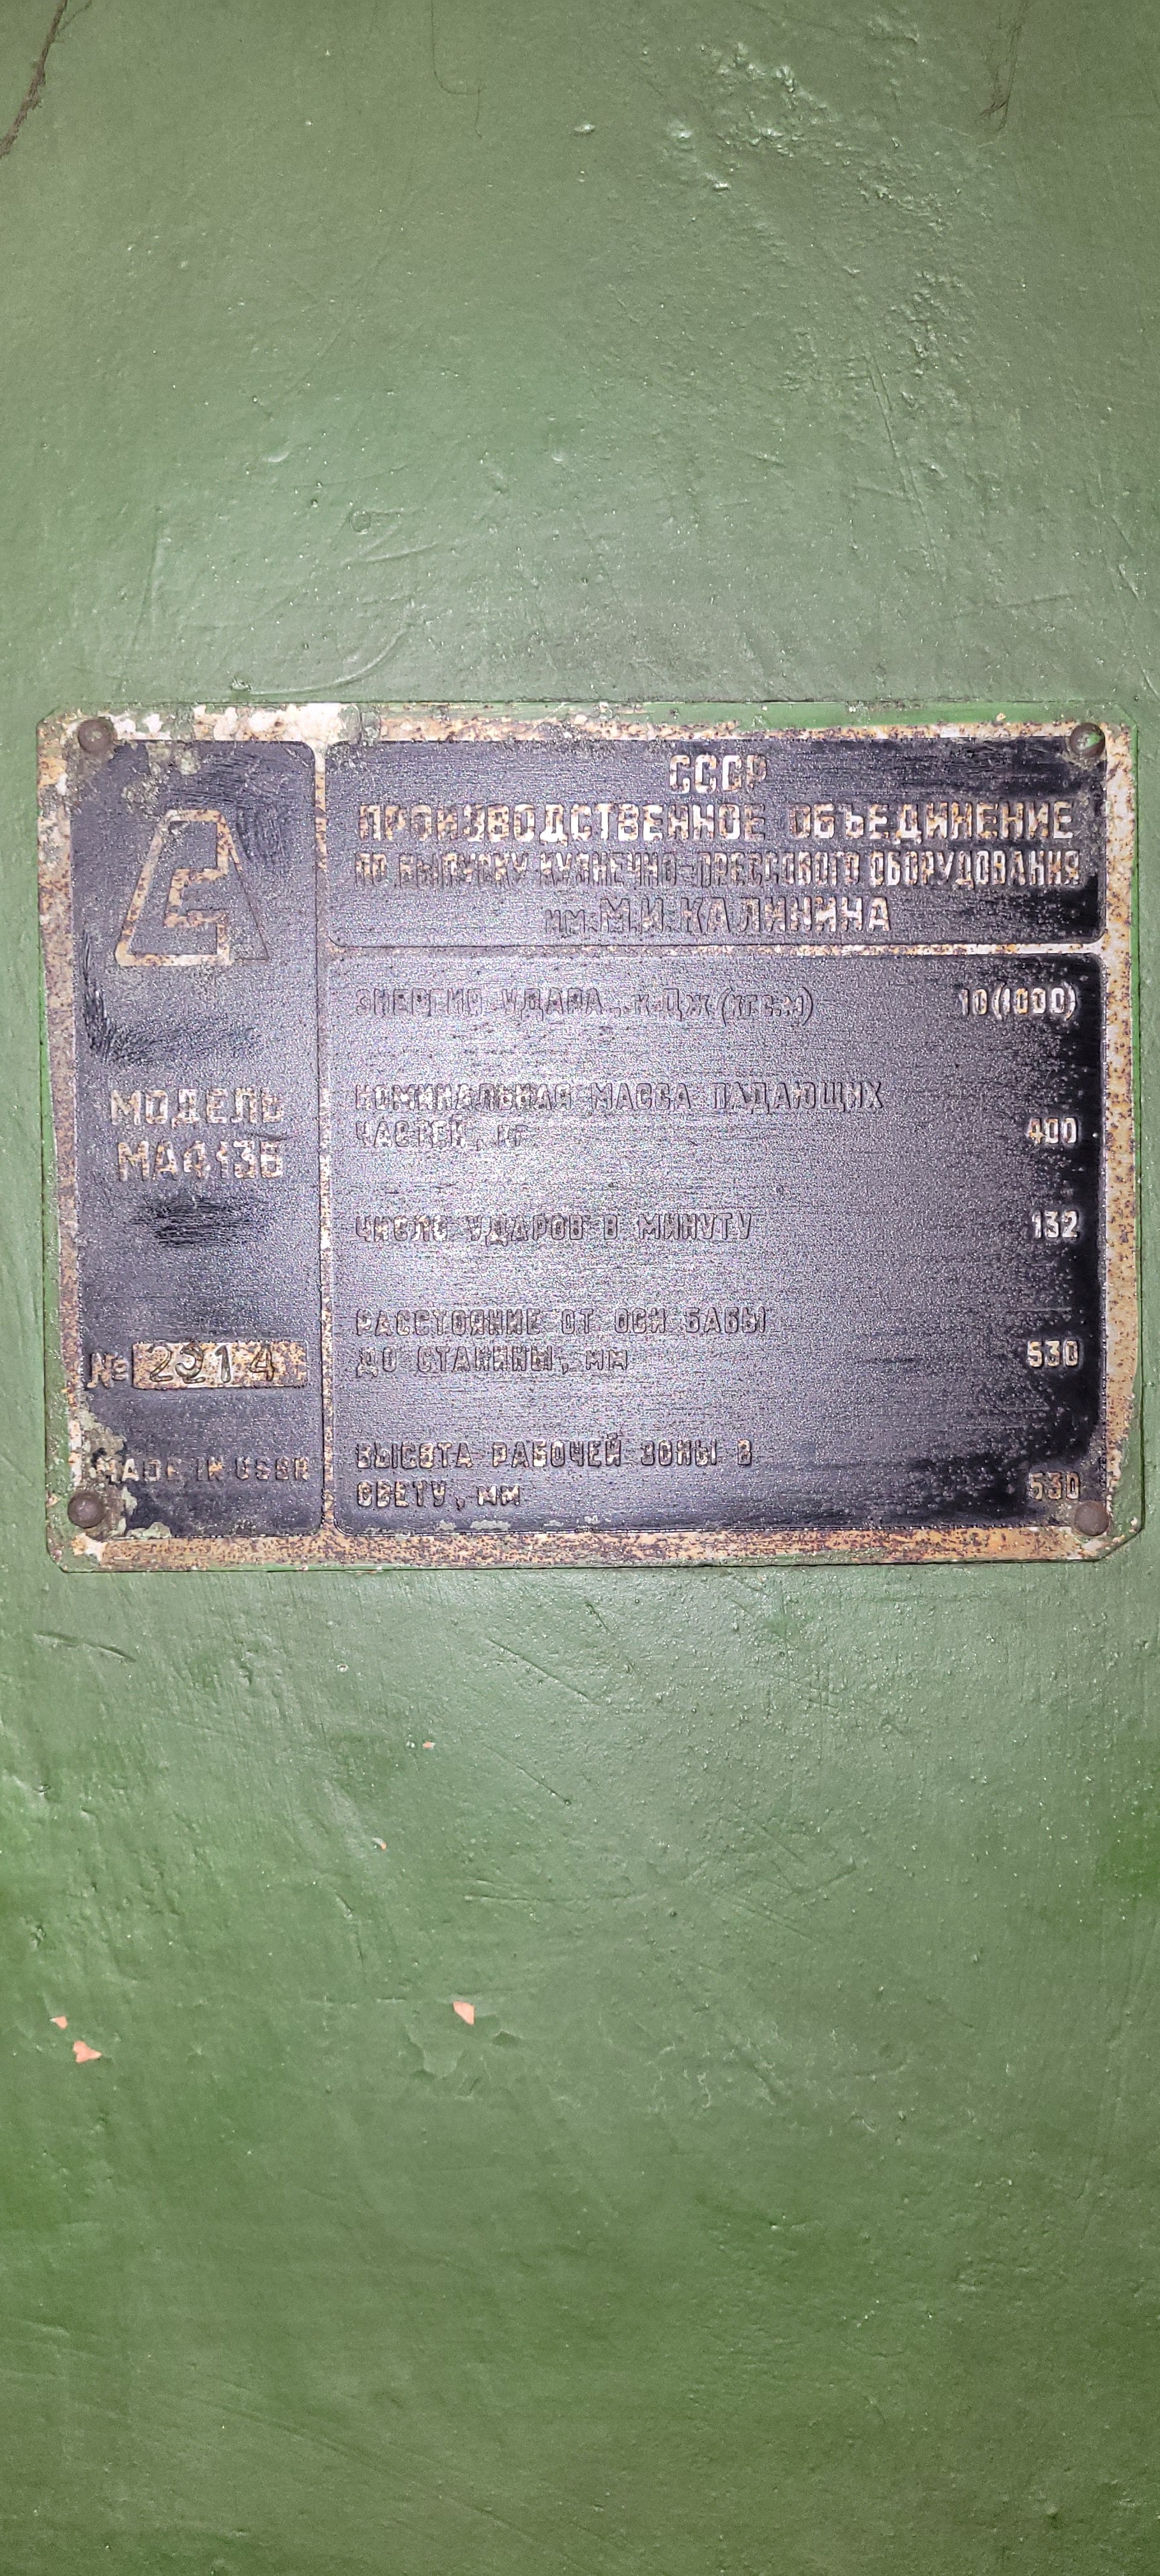 СССР
ПРОИЗВОДСТВЕННОЕ ОБЪЕДИНЕНИЕ
ПО ВЫПУСКУ КУЗНЕЧНО-ПРЕССОВОГО ОБОРУДОВАНИЯ
им. М.И. КАЛИНИНА
МОДЕЛЬ
МА4136
№ 2914
MADE IN USSR
ЭНЕРГИЯ УДАРА, кДж (кгс·м) 10(1000)
НОМИНАЛЬНАЯ МАССА ПАДАЮЩИХ
ЧАСТЕЙ, кг 400
ЧИСЛО УДАРОВ В МИНУТУ 132
РАССТОЯНИЕ ОТ ОСИ БАБЫ
ДО СТАНИНЫ, мм 530
ВЫСОТА РАБОЧЕЙ ЗОНЫ В
СВЕТУ, мм 530